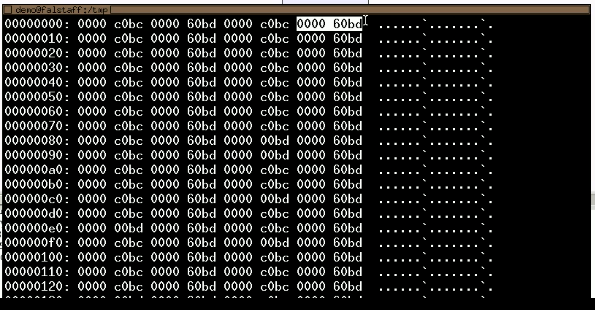 demo@falstaff:/tmp
00000000: 0000 c0bc 0000 60bd 0000 c0bc 0000 60bd ......`.......`.
00000010: 0000 c0bc 0000 60bd 0000 c0bc 0000 60bd ......`.......`.
00000020: 0000 c0bc 0000 60bd 0000 c0bc 0000 60bd ......`.......`.
00000030: 0000 c0bc 0000 60bd 0000 c0bc 0000 60bd ......`.......`.
00000040: 0000 c0bc 0000 60bd 0000 c0bc 0000 60bd ......`.......`.
00000050: 0000 c0bc 0000 60bd 0000 c0bc 0000 60bd ......`.......`.
00000060: 0000 c0bc 0000 60bd 0000 c0bc 0000 60bd ......`.......`.
00000070: 0000 c0bc 0000 60bd 0000 c0bc 0000 60bd ......`.......`.
00000080: 0000 c0bc 0000 60bd 0000 00bd 0000 60bd ......`.......`.
00000090: 0000 c0bc 0000 60bd 0000 c0bc 0000 60bd ......`.......`.
000000a0: 0000 c0bc 0000 60bd 0000 c0bc 0000 60bd ......`.......`.
000000b0: 0000 c0bc 0000 60bd 0000 c0bc 0000 60bd ......`.......`.
000000c0: 0000 c0bc 0000 60bd 0000 00bd 0000 60bd ......`.......`.
000000d0: 0000 c0bc 0000 60bd 0000 c0bc 0000 60bd ......`.......`.
000000e0: 0000 00bd 0000 60bd 0000 c0bc 0000 60bd ......`.......`.
000000f0: 0000 c0bc 0000 60bd 0000 00bd 0000 60bd ......`.......`.
00000100: 0000 c0bc 0000 60bd 0000 c0bc 0000 60bd ......`.......`.
00000110: 0000 c0bc 0000 60bd 0000 c0bc 0000 60bd ......`.......`.
00000120: 0000 c0bc 0000 60bd 0000 c0bc 0000 60bd ......`.......`.